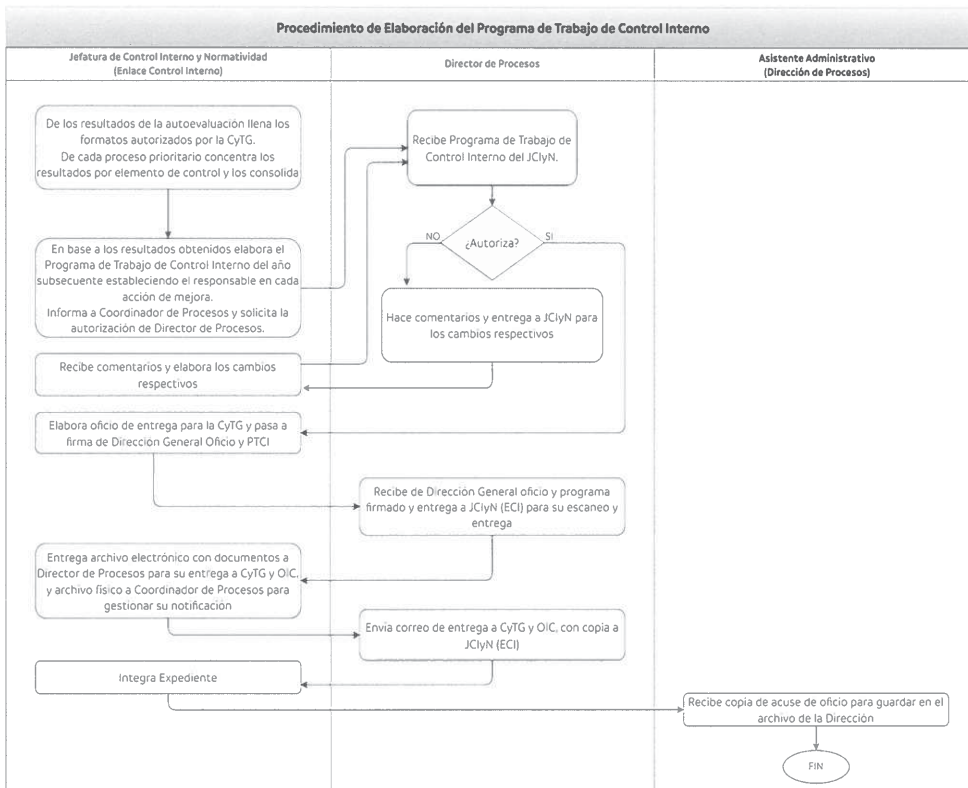 Procedimiento de Elaboración del Programa de Trabajo de Control Interno
Jefatura de Control Interno y Normatividad
(Enlace Control Interno)
Director de Procesos
Asistente Administrativo
(Dirección de Procesos)
De los resultados de la autoevaluación llena los
formatos autorizados por la CyTG.
De cada proceso prioritario concentra los
resultados por elemento de control y los consolida
Recibe Programa de Trabajo de
Control Interno del JCIyN.
En base a los resultados obtenidos elabora el
Programa de Trabajo de Control Interno del año
subsecuente estableciendo el responsable en cada
acción de mejora.
Informa a Coordinador de Procesos y solicita la
autorización de Director de Procesos.
NO
¿Autoriza?
SI
Hace comentarios y entrega a JCIyN para
los cambios respectivos
Recibe comentarios y elabora los cambios
respectivos
Elabora oficio de entrega para la CyTG y pasa a
firma de Dirección General Oficio y PTCI
Recibe de Dirección General oficio y programa
firmado y entrega a JCIyN (ECI) para su escaneo y
entrega
Entrega archivo electrónico con documentos a
Director de Procesos para su entrega a CyTG y OIC,
y archivo físico a Coordinador de Procesos para
gestionar su notificación
Envía correo de entrega a CyTG y OIC, con copia a
JCIyN (ECI)
Integra Expediente
Recibe copia de acuse de oficio para guardar en el
archivo de la Dirección
FIN